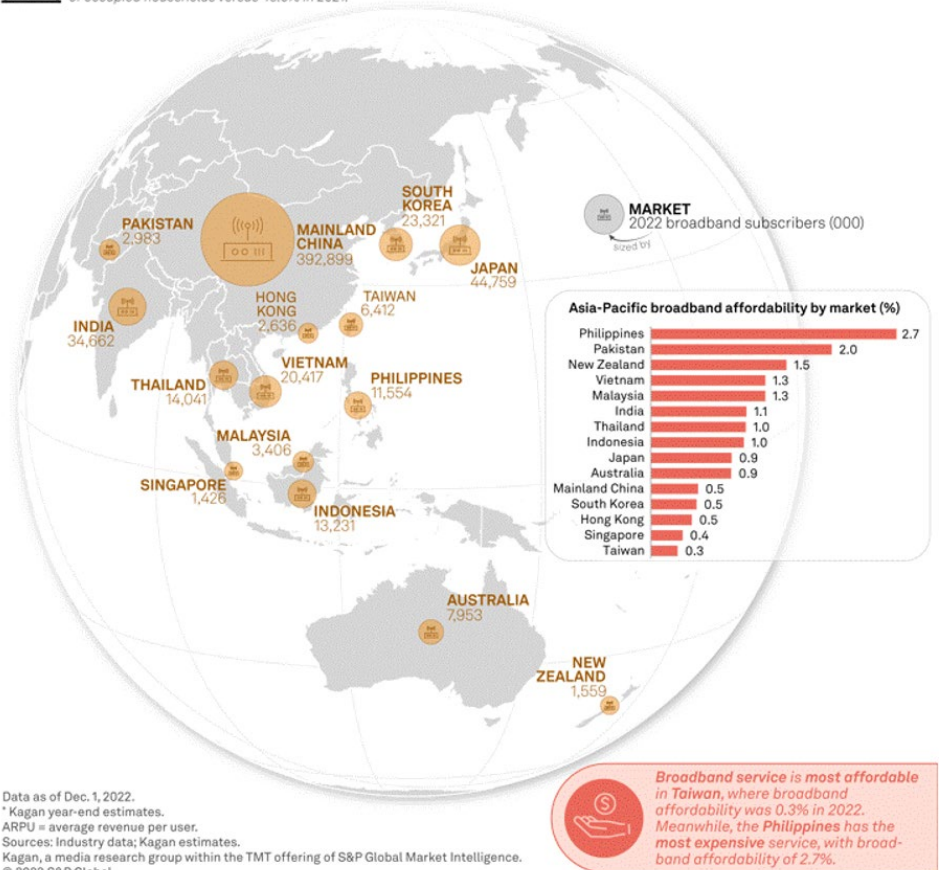 of occupied households versus
in 2021.
SOUTH
KOREA
23,321
PAKISTAN
2,983
MAINLAND
CHINA
392,899
JAPAN
44,759
MARKET
2022 broadband subscribers (000)
sized by
HONG
KONG
2,636
TAIWAN
6,412
INDIA
34,662
VIETNAM
20,417
THAILAND
14,041
PHILIPPINES
11,554
MALAYSIA
3,406
SINGAPORE
1,426
INDONESIA
13,231
AUSTRALIA
7,953
NEW
ZEALAND
1,559
Asia-Pacific broadband affordability by market (%)
Philippines 2.7
Pakistan 2.0
New Zealand 1.5
Vietnam 1.3
Malaysia 1.3
India 1.1
Thailand 1.0
Indonesia 1.0
Japan 0.9
Australia 0.9
Mainland China 0.5
South Korea 0.5
Hong Kong 0.5
Singapore 0.4
Taiwan 0.3
Data as of Dec. 1, 2022.
* Kagan year-end estimates.
ARPU = average revenue per user.
Sources: Industry data; Kagan estimates.
Kagan, a media research group within the TMT offering of S&P Global Market Intelligence.
S&P Global
$
Broadband service is most affordable
in Taiwan, where broadband
affordability was 0.3% in 2022.
Meanwhile, the Philippines has the
most expensive service, with broad-
band affordability of 2.7%.